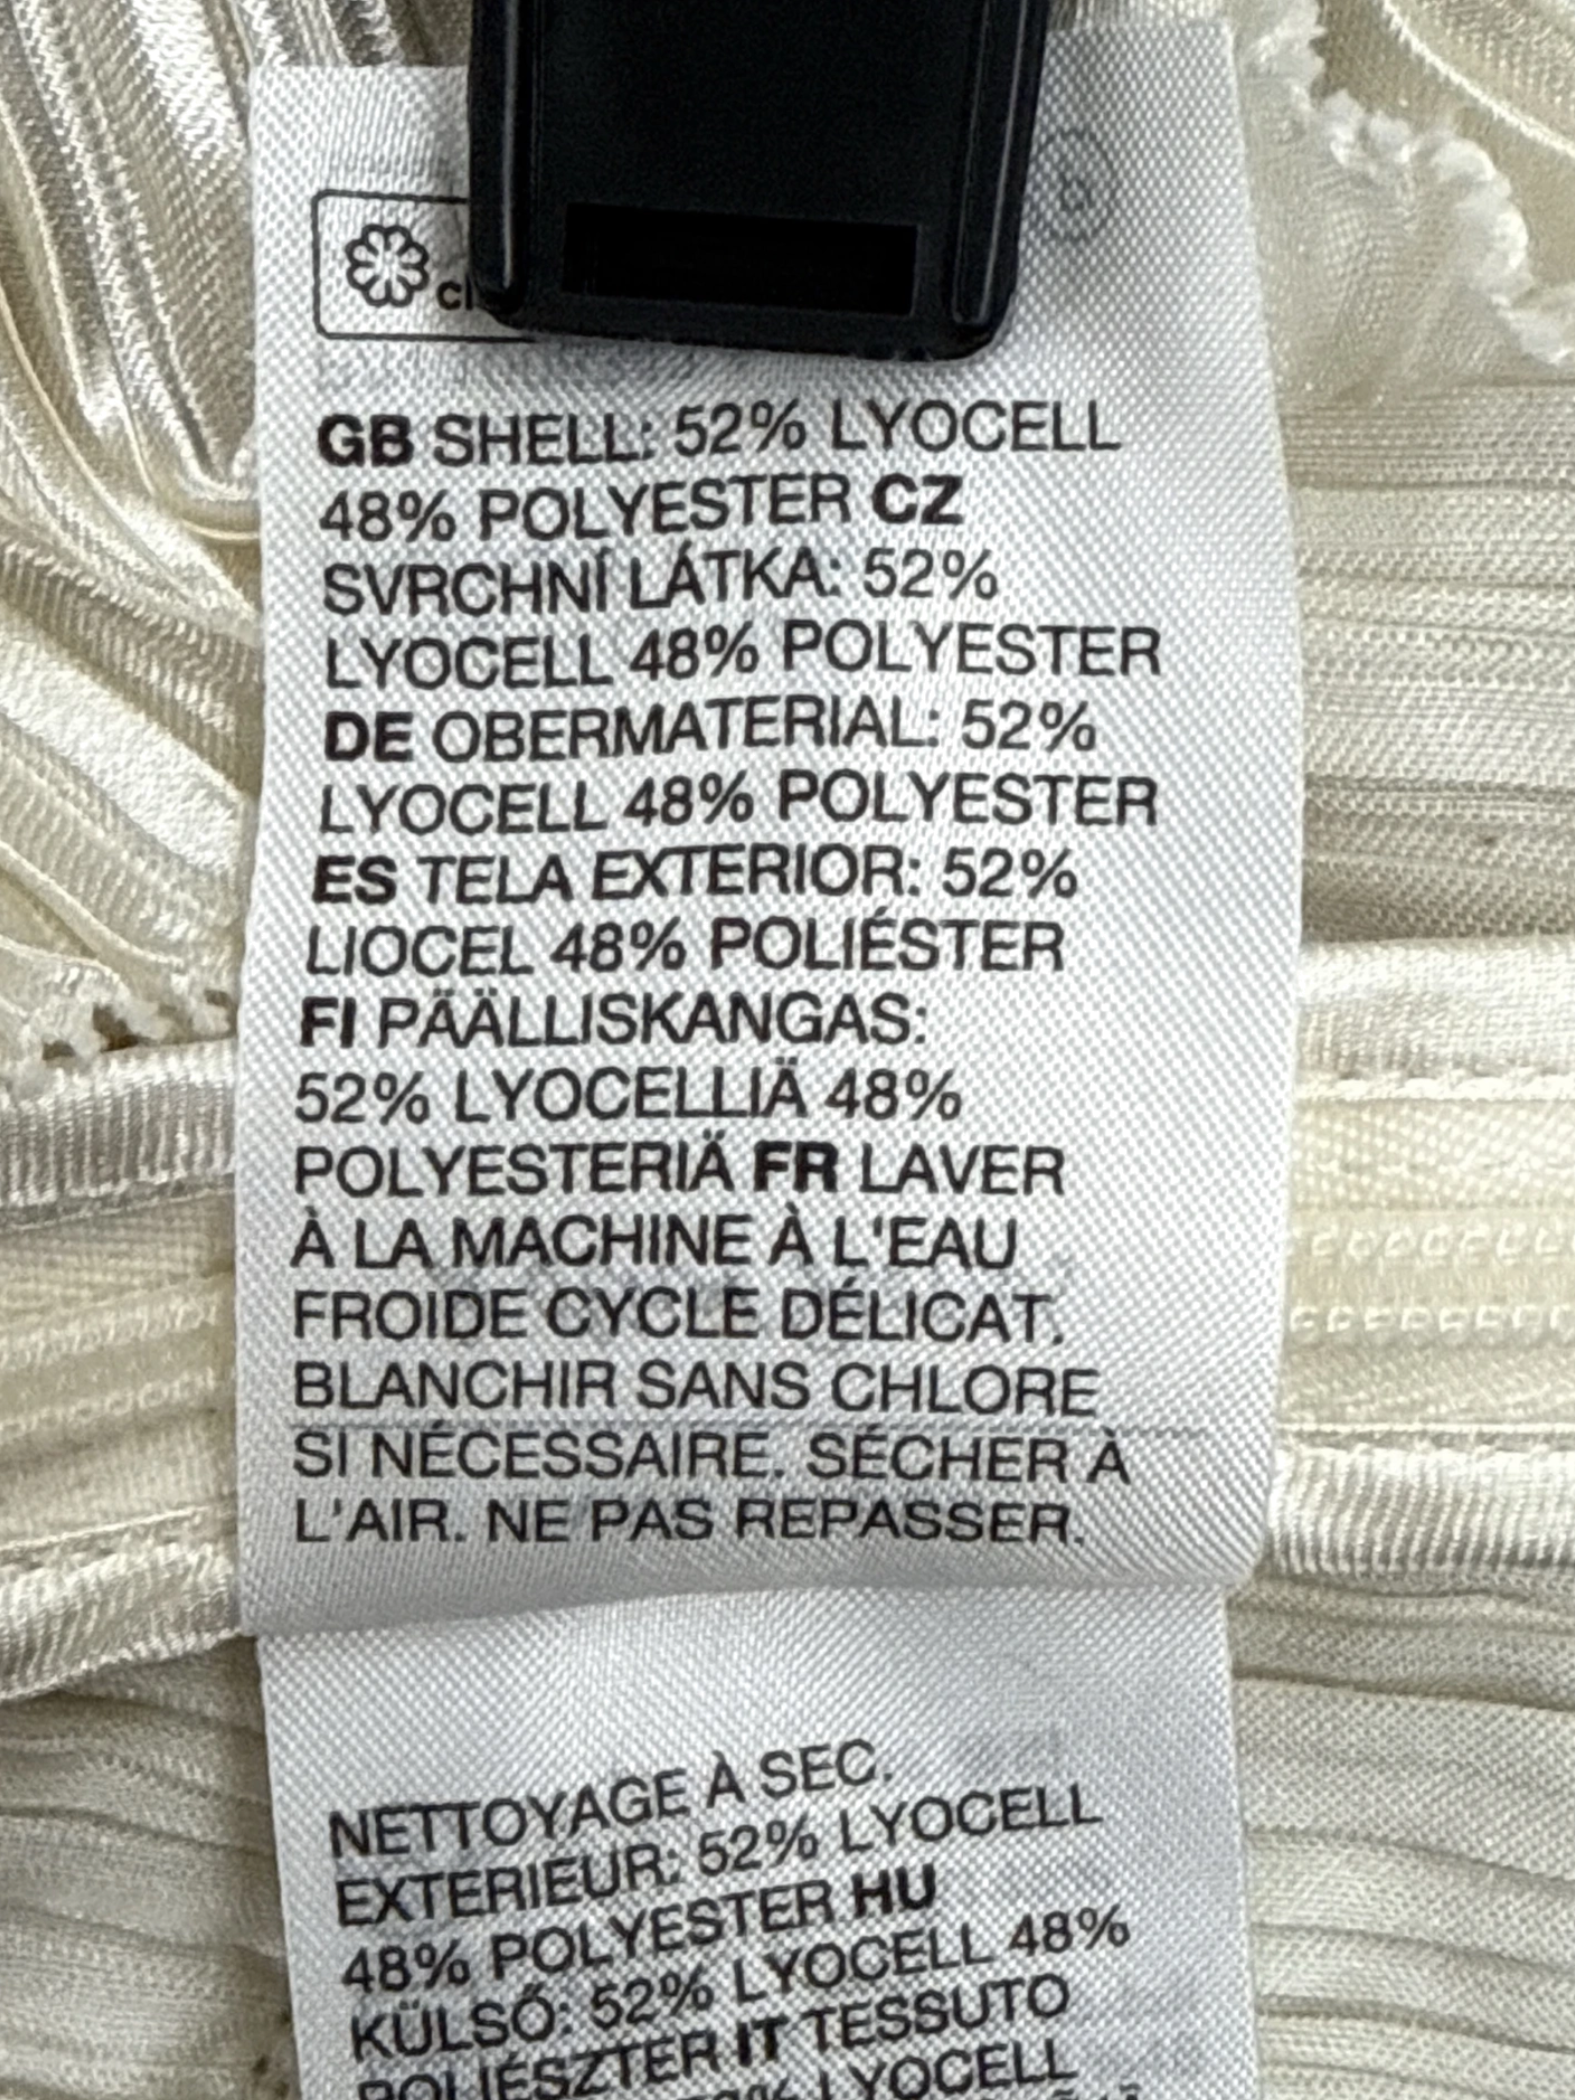 GB SHELL: 52% LYOCELL
48% POLYESTER CZ
SVRCHNÍ LÁTKA: 52%
LYOCELL 48% POLYESTER
DE OBERMATERIAL: 52%
LYOCELL 48% POLYESTER
ES TELA EXTERIOR: 52%
LIOCEL 48% POLIÉSTER
FI PÄÄLLISKANGAS:
52% LYOCELLIÄ 48%
POLYESTERIÄ FR LAVER
À LA MACHINE À L'EAU
FROIDE CYCLE DÉLICAT.
BLANCHIR SANS CHLORE
SI NÉCESSAIRE. SÉCHER À
L'AIR. NE PAS REPASSER.
NETTOYAGE À SEC.
EXTERIEUR: 52% LYOCELL
48% POLYESTER HU
KÜLSŐ: 52% LYOCELL 48%
POLIÉSZTER IT TESSUTO
LYOCELL